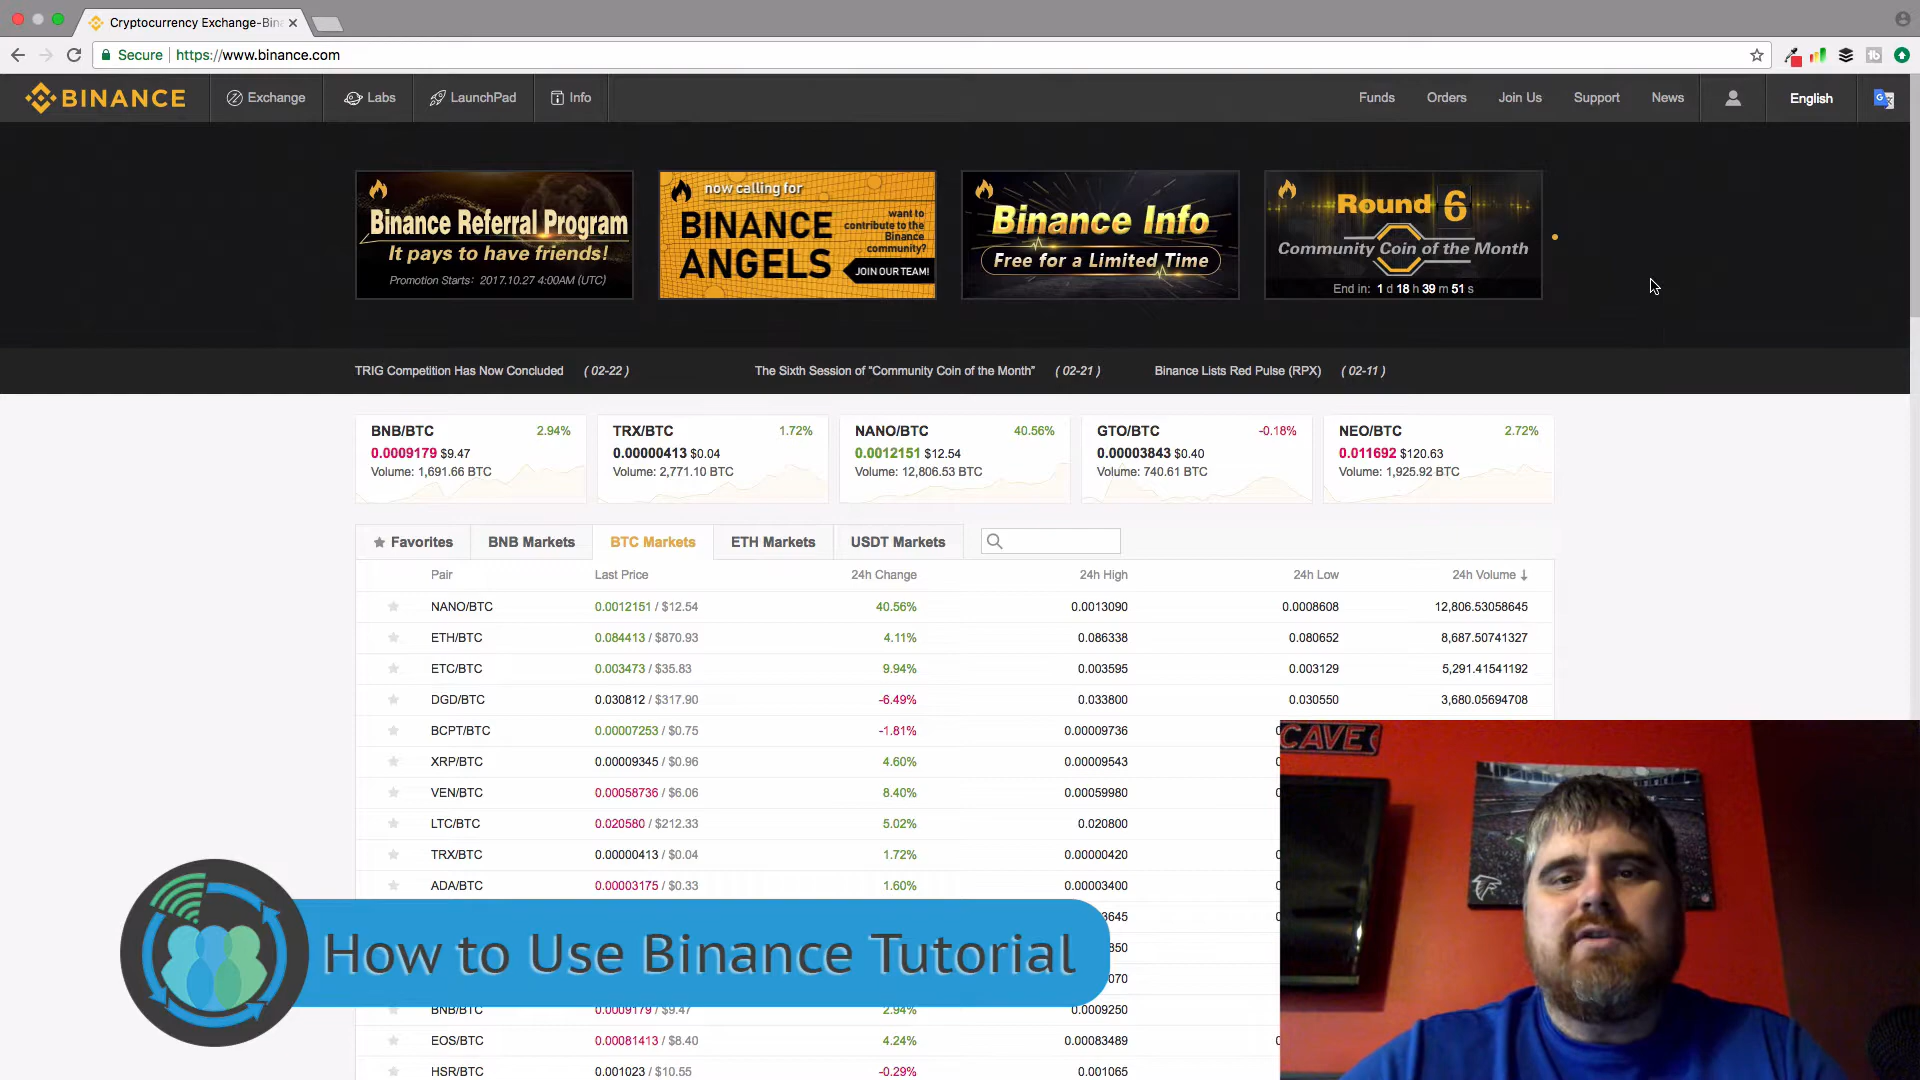 Cryptocurrency Exchange-Bin
Secure https://www.binance.com
BINANCE Exchange Labs LaunchPad Info Funds Orders Join Us Support News English
Binance Referral Program
It pays to have friends!
Promotion Starts: 2017.10.27 4:00AM (UTC)
now calling for
BINANCE
ANGELS
want to
contribute to the
Binance
community?
JOIN OUR TEAM!
Binance Info
Free for a Limited Time
Round 6
Community Coin of the Month
End in: 1 d 18 h 39 m 51 s
TRIG Competition Has Now Concluded ( 02-22 ) The Sixth Session of "Community Coin of the Month" ( 02-21 ) Binance Lists Red Pulse (RPX) ( 02-11 )
BNB/BTC 2.94%
0.0009179 $9.47
Volume: 1,691.66 BTC
TRX/BTC 1.72%
0.00000413 $0.04
Volume: 2,771.10 BTC
NANO/BTC 40.56%
0.0012151 $12.54
Volume: 12,806.53 BTC
GTO/BTC -0.18%
0.00003843 $0.40
Volume: 740.61 BTC
NEO/BTC 2.72%
0.011692 $120.63
Volume: 1,925.92 BTC
Favorites BNB Markets BTC Markets ETH Markets USDT Markets
Pair Last Price 24h Change 24h High 24h Low 24h Volume
NANO/BTC 0.0012151 / $12.54 40.56% 0.0013090 0.0008608 12,806.53058645
ETH/BTC 0.084413 / $870.93 4.11% 0.086338 0.080652 8,687.50741327
ETC/BTC 0.003473 / $35.83 9.94% 0.003595 0.003129 5,291.41541192
DGD/BTC 0.030812 / $317.90 -6.49% 0.033800 0.030550 3,680.05694708
BCPT/BTC 0.00007253 / $0.75 -1.81% 0.00009736
XRP/BTC 0.00009345 / $0.96 4.60% 0.00009543
VEN/BTC 0.00058736 / $6.06 8.40% 0.00059980
LTC/BTC 0.020580 / $212.33 5.02% 0.020800
TRX/BTC 0.00000413 / $0.04 1.72% 0.00000420
ADA/BTC 0.00003175 / $0.33 1.60% 0.00003400
3645
850
070
BNB/BTC 0.0009179 / $9.47 2.94% 0.0009250
EOS/BTC 0.00081413 / $8.40 4.24% 0.00083489
HSR/BTC 0.001023 / $10.55 -0.29% 0.001065
CAVE
How to Use Binance Tutorial